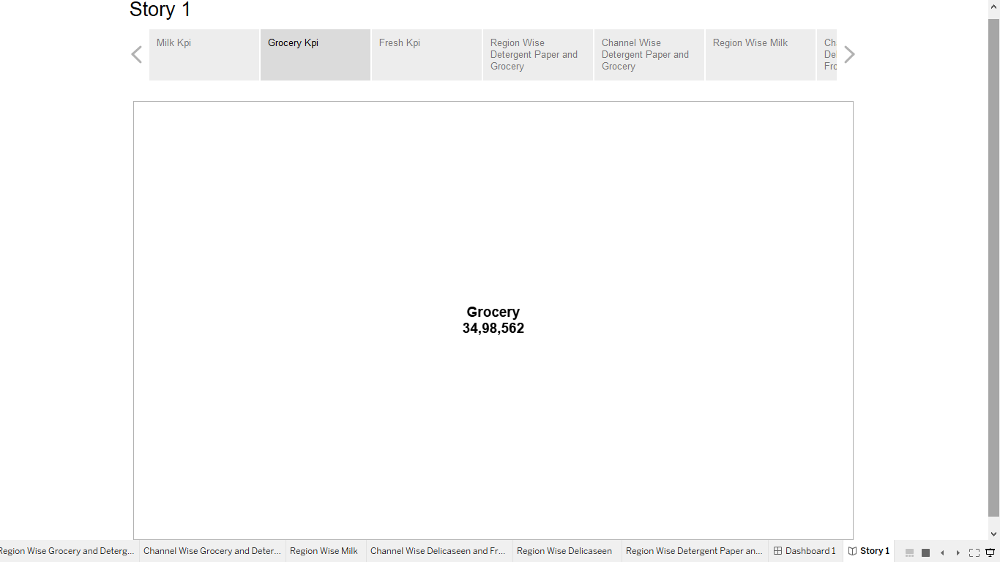 Story 1
Milk Kpi
Grocery Kpi
Fresh Kpi
Region Wise
Detergent Paper and
Grocery
Channel Wise
Detergent Paper and
Grocery
Region Wise Milk
Grocery
34,98,562
Region Wise Grocery and Deterg...
Channel Wise Grocery and Deter...
Region Wise Milk
Channel Wise Delicaseen and Fr...
Region Wise Delicaseen
Region Wise Detergent Paper an...
Dashboard 1
Story 1